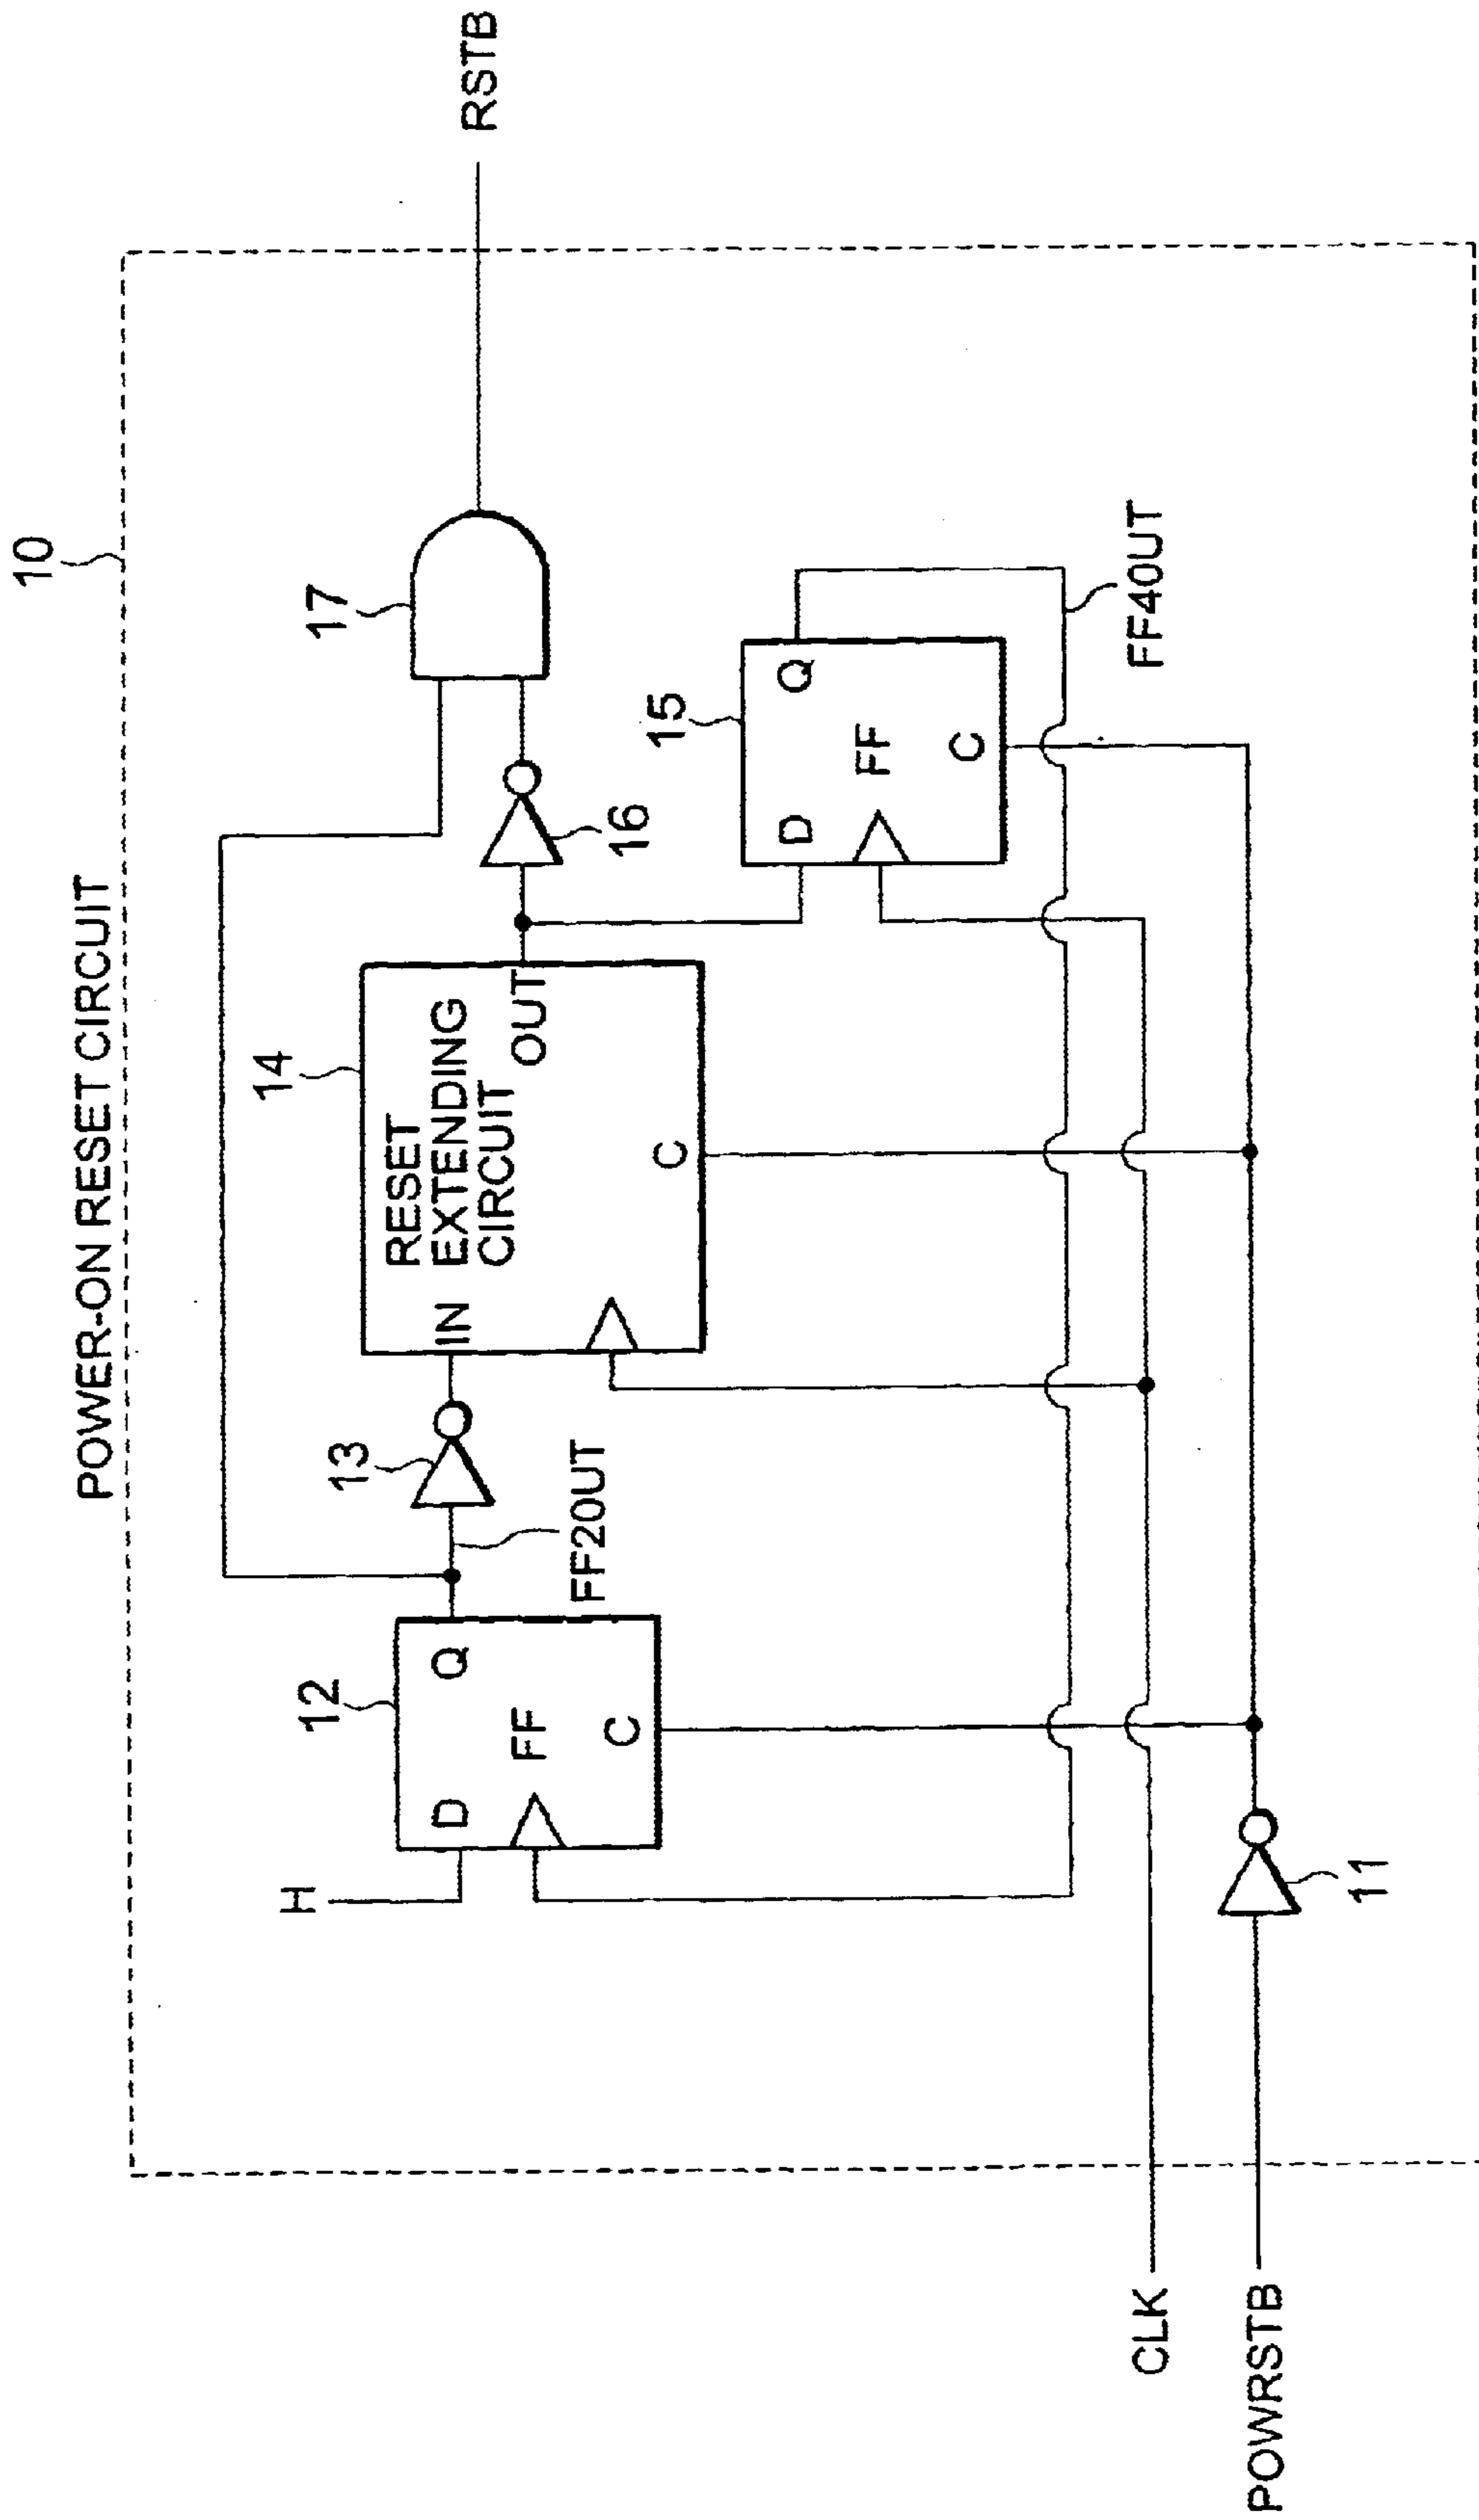 POWER-ON RESET CIRCUIT
10
H
12
D
Q
FF
C
FF2OUT
13
14
IN
RESET
EXTENDING
CIRCUIT
OUT
C
16
17
RSTB
15
D
Q
FF
C
FF4OUT
CLK
POWRSTB
11